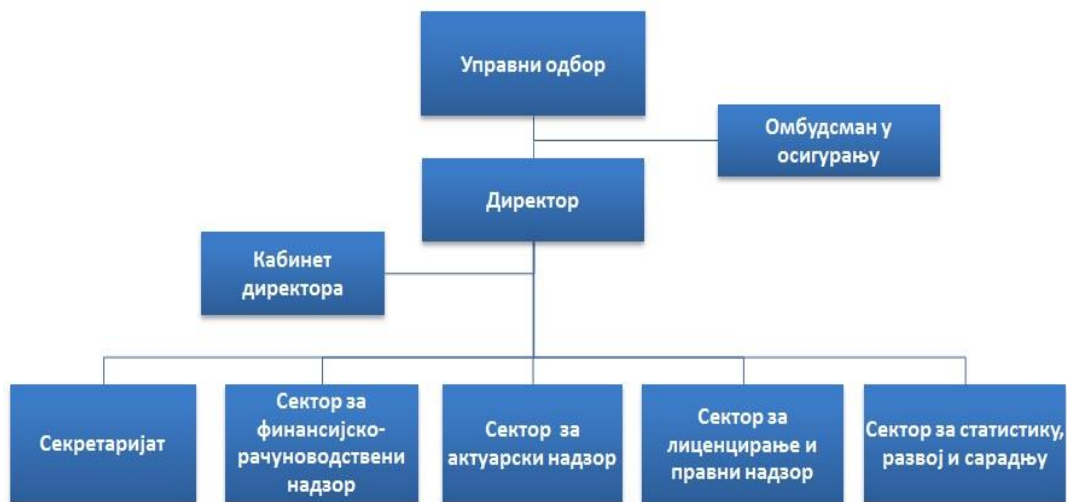 Управни одбор
Омбудсман у
осигурању
Директор
Кабинет
директора
Секретаријат
Сектор за
финансијско-
рачуноводствени
надзор
Сектор за
актуарски надзор
Сектор за
лиценцирање и
правни надзор
Сектор за статистику,
развој и сарадњу